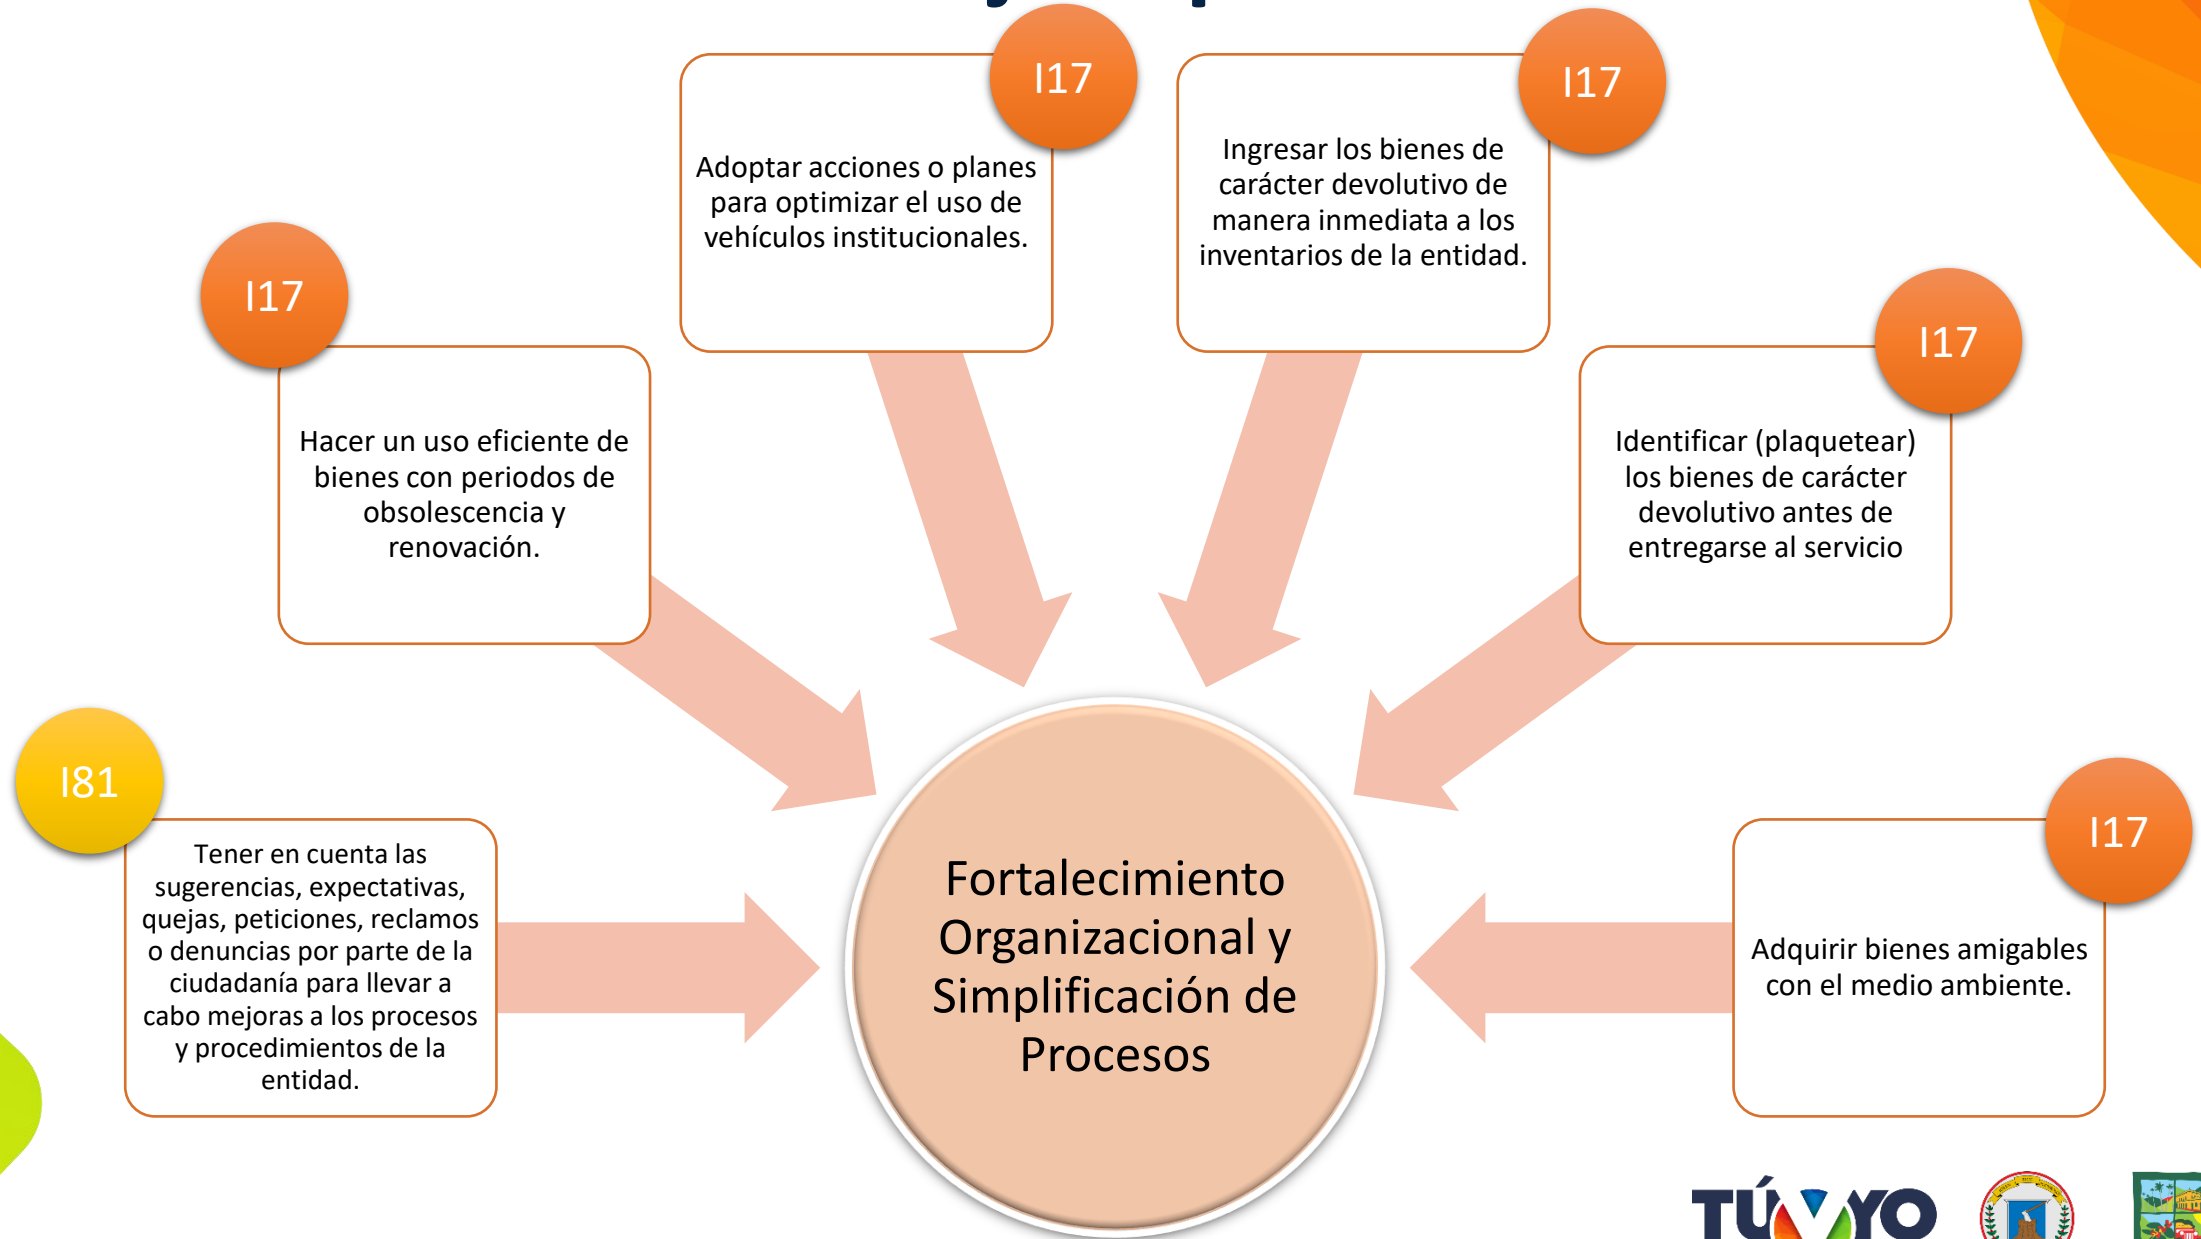 I17
Adoptar acciones o planes
para optimizar el uso de
vehículos institucionales.
I17
Ingresar los bienes de
carácter devolutivo de
manera inmediata a los
inventarios de la entidad.
I17
Hacer un uso eficiente de
bienes con periodos de
obsolescencia y
renovación.
I17
Identificar (plaquetear)
los bienes de carácter
devolutivo antes de
entregarse al servicio
I81
Tener en cuenta las
sugerencias, expectativas,
quejas, peticiones, reclamos
o denuncias por parte de la
ciudadanía para llevar a
cabo mejoras a los procesos
y procedimientos de la
entidad.
Fortalecimiento
Organizacional y
Simplificación de
Procesos
I17
Adquirir bienes amigables
con el medio ambiente.
TÚ YO